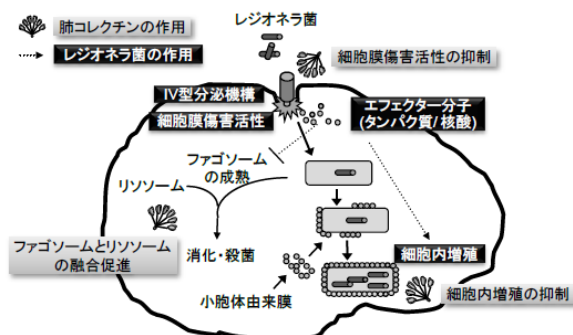 レジオネラ菌
肺コレクチンの作用
レジオネラ菌の作用
細胞膜傷害活性の抑制
Ⅳ型分泌機構
細胞膜傷害活性
エフェクター分子
(タンパク質/核酸)
ファゴソーム
の成熟
リソソーム
ファゴソームとリソソーム
の融合促進
消化・殺菌
小胞体由来膜
細胞内増殖
細胞内増殖の抑制